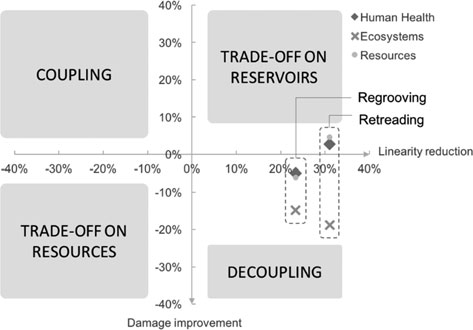 40%
30%
20%
10%
0%
-10%
-20%
-30%
-40%
-40% -30% -20% -10% 0% 10% 20% 30% 40%
COUPLING
TRADE-OFF ON
RESERVOIRS
TRADE-OFF ON
RESOURCES
DECOUPLING
Human Health
Ecosystems
Resources
Regrooving
Retreading
Linearity reduction
Damage improvement